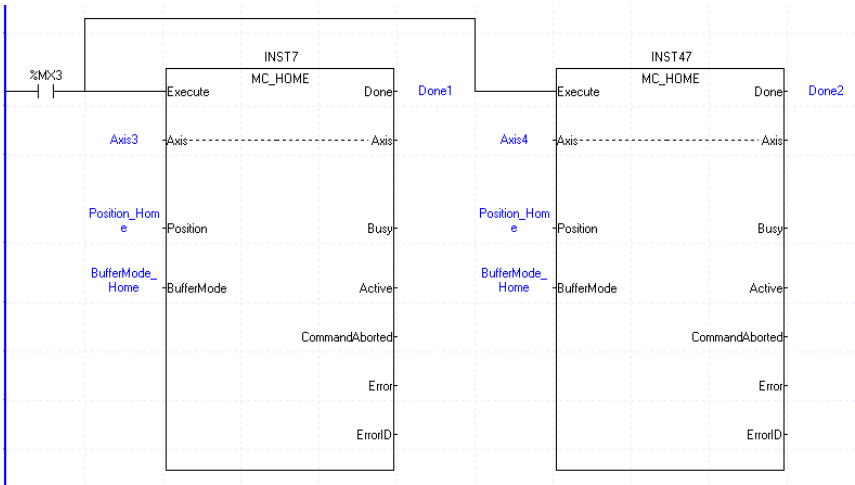 INST7
INST47
%MX3
MC_HOME
MC_HOME
Execute
Done
Done1
Execute
Done
Done2
Axis3
Axis
Axis
Axis4
Axis
Axis
Position_Hom
e
Position
Busy
Position_Hom
e
Position
Busy
BufferMode_
Home
BufferMode
Active
BufferMode_
Home
BufferMode
Active
CommandAborted
CommandAborted
Error
Error
ErrorID
ErrorID